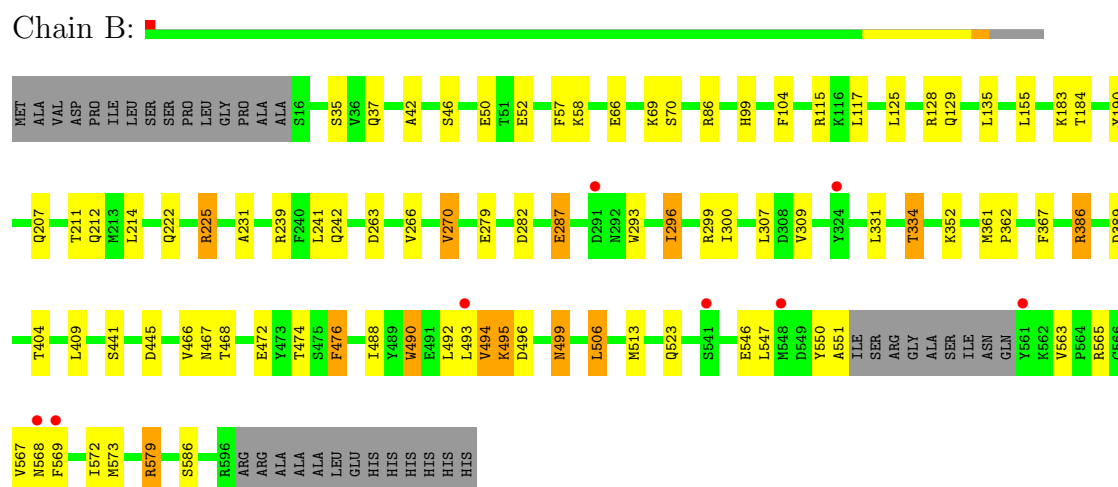 Chain B:
MET ALA VAL ASP PRO ILE LEU SER SER PRO LEU GLY PRO ALA ALA S16 S35 V36 Q37 A42 S46 E50 T51 E52 F57 K58 E66 K69 S70 R86 H99 F104 R115 K116 L117 L125 R128 Q129 L135 L155 K183 T184 Y190
Q207 T211 Q212 M213 L214 Q222 R225 A231 R239 F240 L241 Q242 D263 V266 V270 E279 D282 E287 D291 N292 W293 I296 R299 I300 L307 D308 V309 Y324 L331 T334 K352 M361 P362 F367 R386 D389
T404 L409 S441 D445 V466 N467 T468 E472 Y473 T474 S475 F476 I488 Y489 W490 E491 L492 L493 V494 K495 D496 N499 L506 M513 Q523 S541 E546 L547 M548 D549 Y550 A551 ILE SER ARG GLY ALA SER ILE ASN GLN Y561 K562 V563 P564 R565 G566
V567 N568 F569 I572 M573 R579 S586 R596 ARG ARG ALA ALA ALA LEU GLU HIS HIS HIS HIS HIS HIS